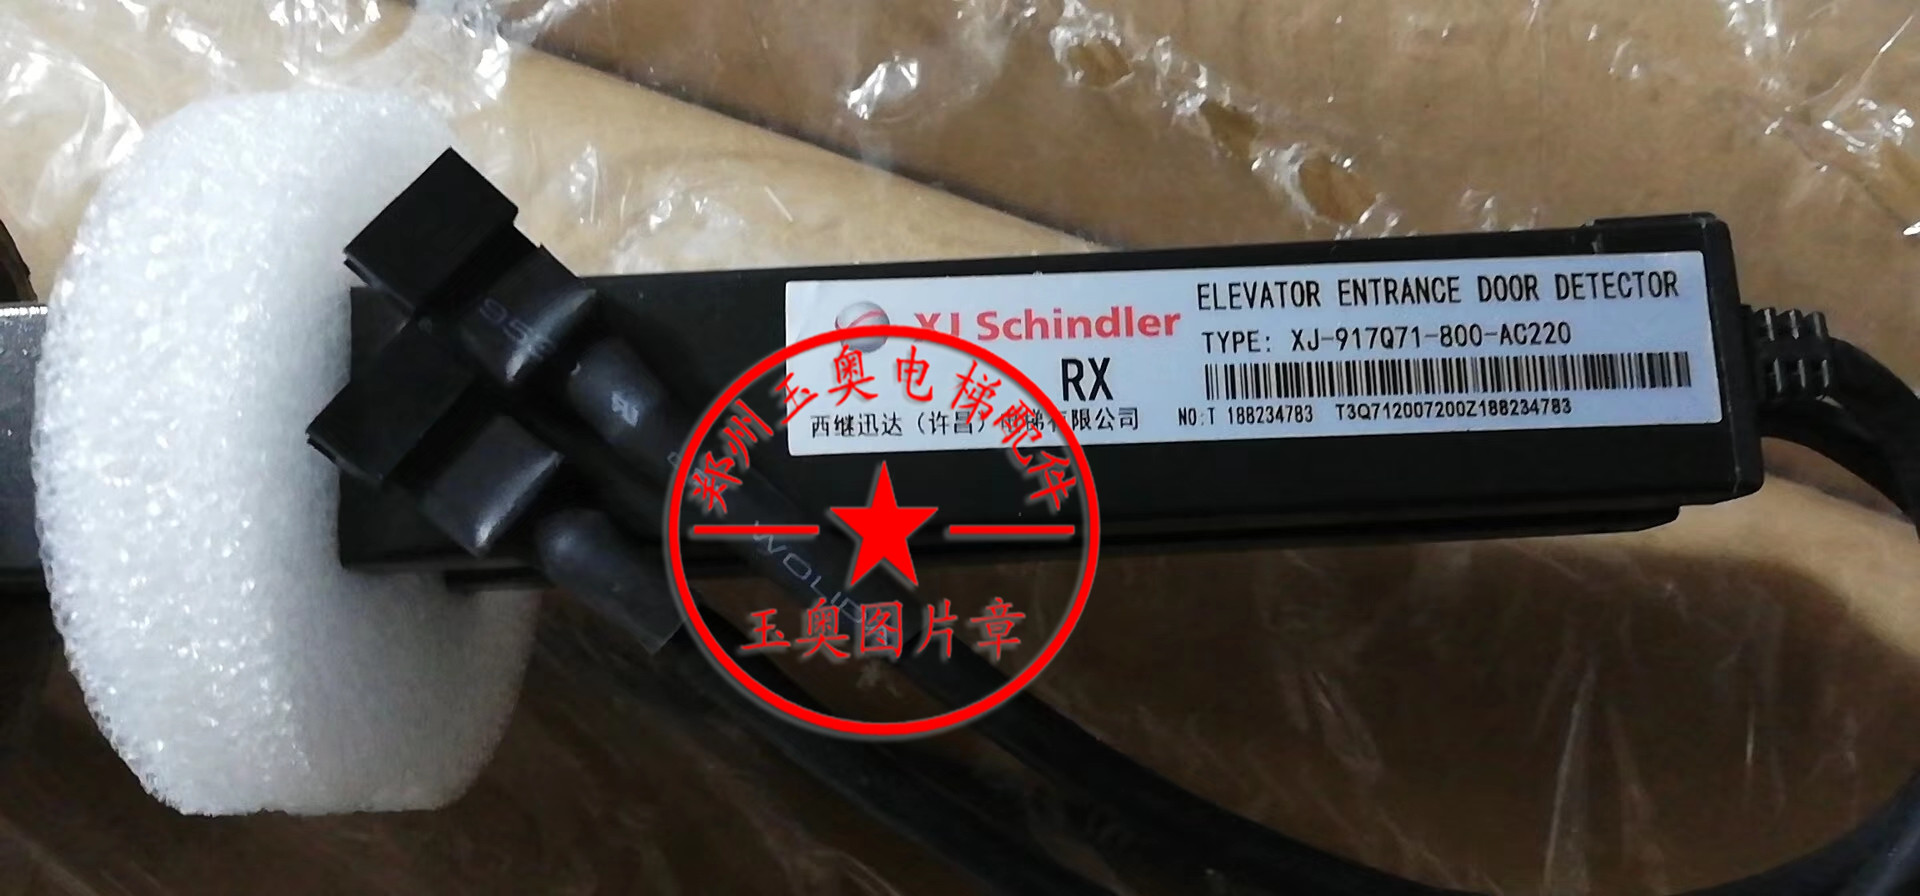 XJ Schindler
ELEVATOR ENTRANCE DOOR DETECTOR
TYPE: XJ-917Q71-800-AC220
RX
西继迅达（许昌）电梯有限公司
NO:T 188234783 T3Q712007200Z188234783
郑州玉奥电梯配件
玉奥图片章
WOLIDA